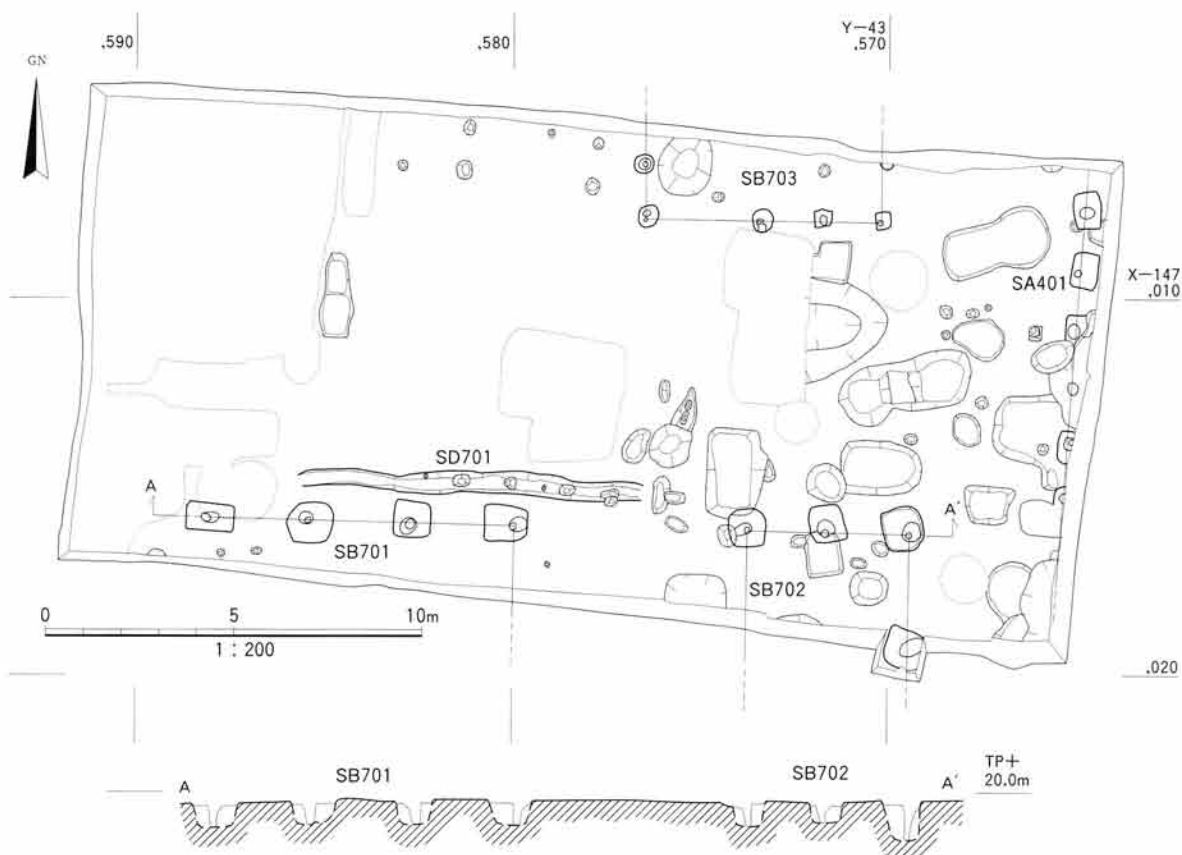 .590
.580
Y−43
.570
GN
SB703
SA401
X−147
.010
SD701
A
A′
SB701
SB702
0 5 10m
1：200
.020
A SB701 SB702 A′
TP+
20.0m